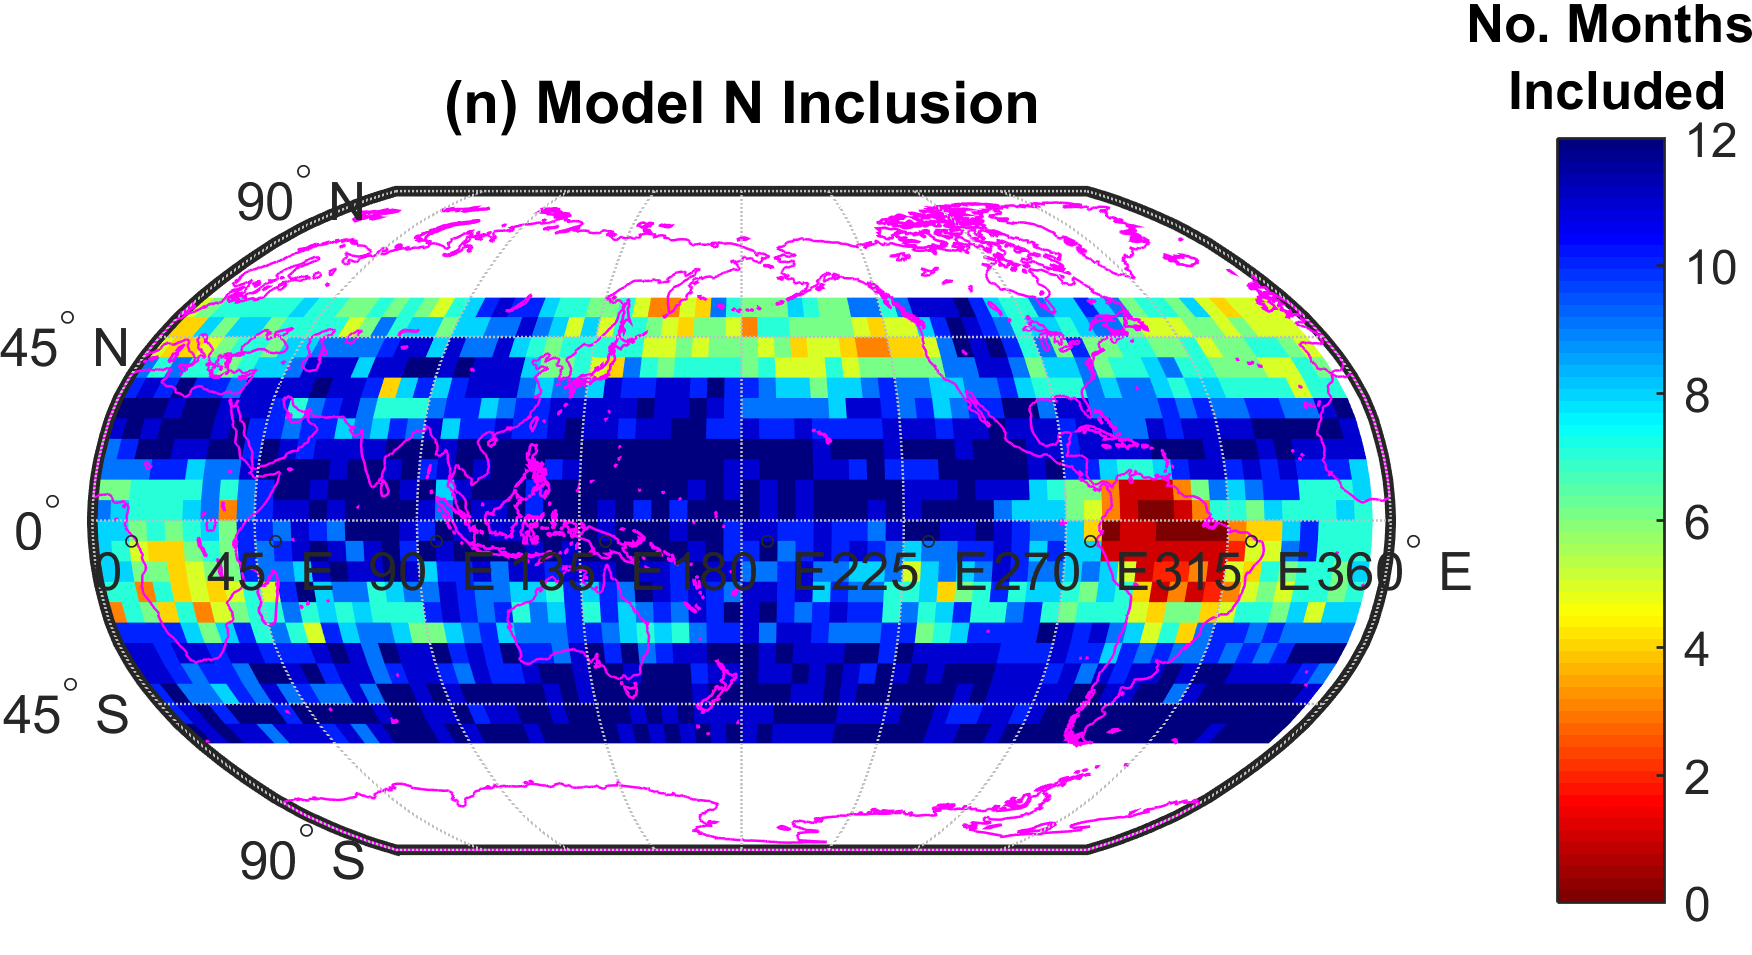 No. Months
Included
(n) Model N Inclusion
90° N
45° N
0°
45° S
90° S
0° E
45° E
90° E
135° E
180° E
225° E
270° E
315° E
360° E
12
10
8
6
4
2
0